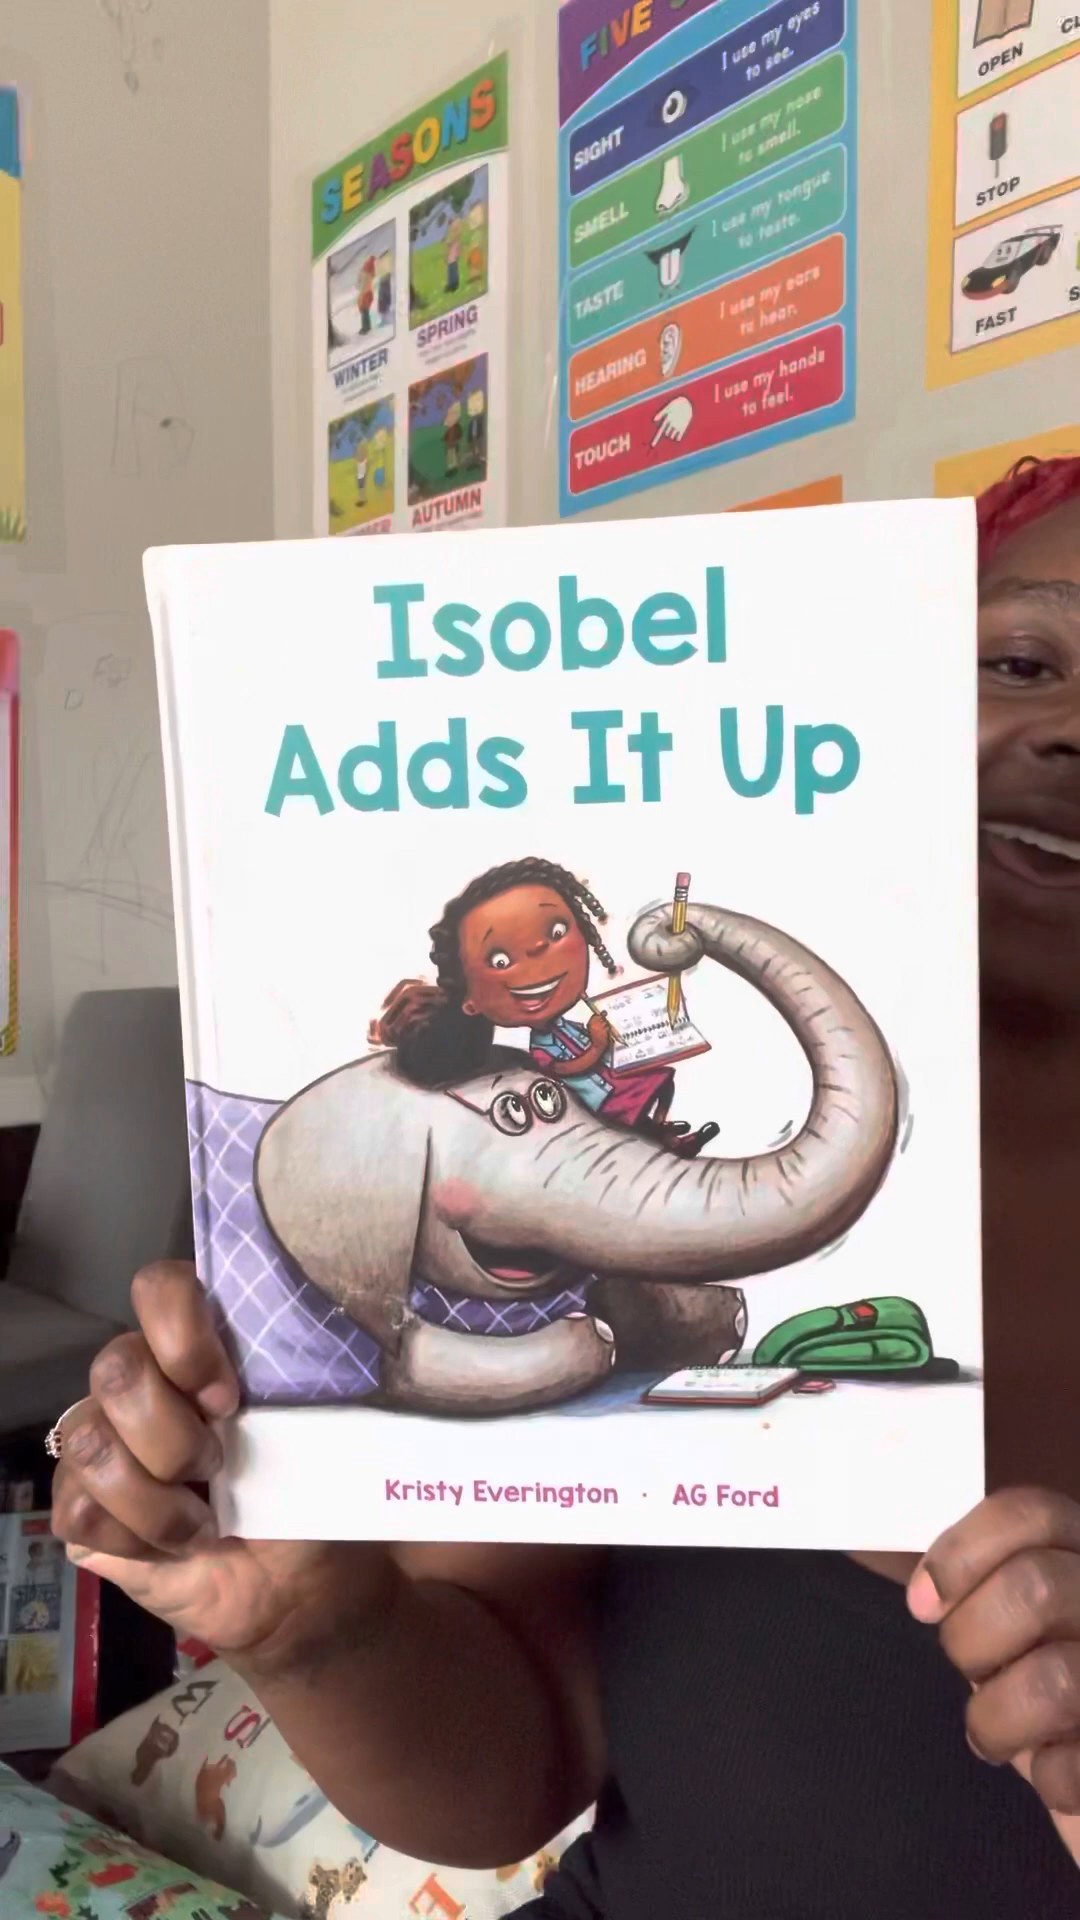 SEASONS
WINTER
SPRING
AUTUMN
FIVE
SIGHT
I use my eyes
to see.
SMELL
I use my nose
to smell.
TASTE
I use my tongue
to taste.
HEARING
I use my ears
to hear.
TOUCH
I use my hands
to feel.
OPEN
STOP
FAST
Isobel
Adds It Up
Kristy Everington · AG Ford